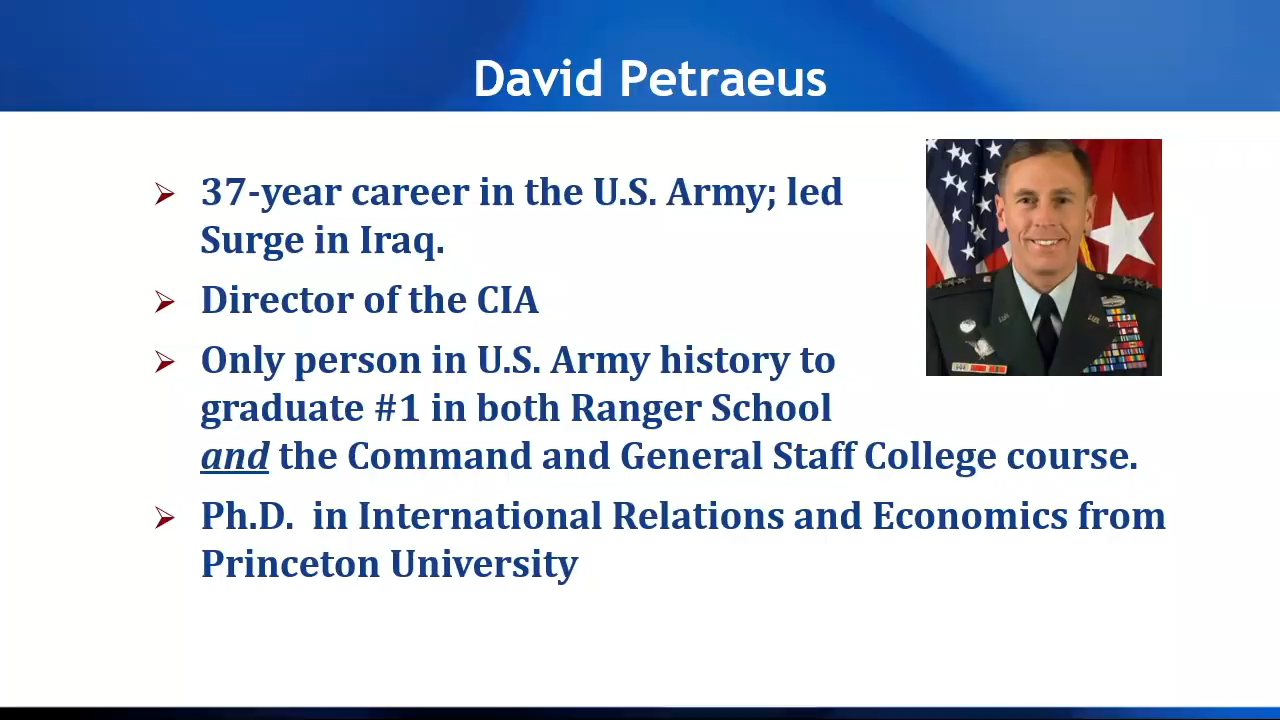 David Petraeus
37-year career in the U.S. Army; led
Surge in Iraq.
Director of the CIA
Only person in U.S. Army history to
graduate #1 in both Ranger School
and the Command and General Staff College course.
Ph.D.  in International Relations and Economics from
Princeton University